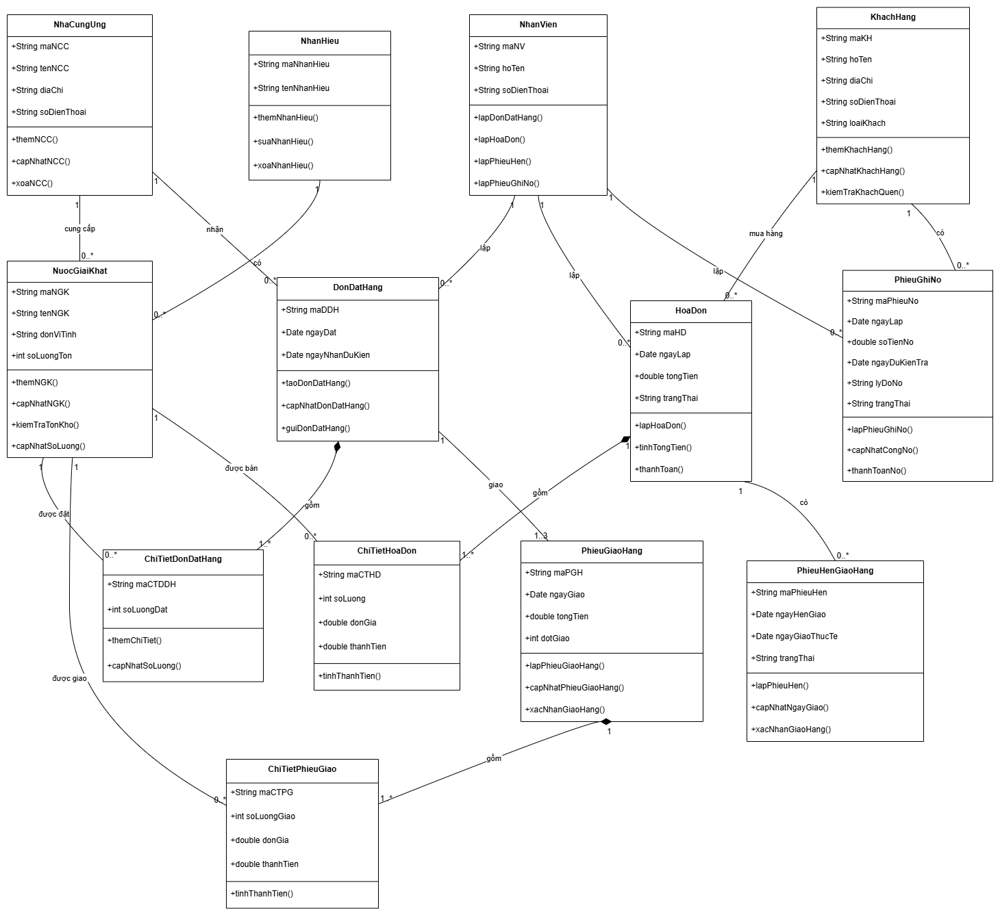 NhaCungUng
+String maNCC
+String tenNCC
+String diaChi
+String soDienThoai
+themNCC()
+capNhatNCC()
+xoaNCC()
NhanHieu
+String maNhanHieu
+String tenNhanHieu
+themNhanHieu()
+suaNhanHieu()
+xoaNhanHieu()
NhanVien
+String maNV
+String hoTen
+String soDienThoai
+lapDonDatHang()
+lapHoaDon()
+lapPhieuHen()
+lapPhieuGhiNo()
KhachHang
+String maKH
+String hoTen
+String diaChi
+String soDienThoai
+String loaiKhach
+themKhachHang()
+capNhatKhachHang()
+kiemTraKhachQuen()
1
cung cấp
0..*
1
nhận
0..*
1
có
0..*
1
lập
0..*
1
lập
0..*
1
lập
0..*
1
mua hàng
0..*
1
có
0..*
NuocGiaiKhat
+String maNGK
+String tenNGK
+String donViTinh
+int soLuongTon
+themNGK()
+capNhatNGK()
+kiemTraTonKho()
+capNhatSoLuong()
DonDatHang
+String maDDH
+Date ngayDat
+Date ngayNhanDuKien
+taoDonDatHang()
+capNhatDonDatHang()
+guiDonDatHang()
HoaDon
+String maHD
+Date ngayLap
+double tongTien
+String trangThai
+lapHoaDon()
+tinhTongTien()
+thanhToan()
PhieuGhiNo
+String maPhieuNo
+Date ngayLap
+double soTienNo
+Date ngayDuKienTra
+String lyDoNo
+String trangThai
+lapPhieuGhiNo()
+capNhatCongNo()
+thanhToanNo()
1
được đặt
0..*
1
được giao
0..*
1
được bán
0..*
gồm
1..*
1
giao
1..3
1
gồm
1..*
1
có
0..*
ChiTietDonDatHang
+String maCTDDH
+int soLuongDat
+themChiTiet()
+capNhatSoLuong()
ChiTietHoaDon
+String maCTHD
+int soLuong
+double donGia
+double thanhTien
+tinhThanhTien()
PhieuGiaoHang
+String maPGH
+Date ngayGiao
+double tongTien
+int dotGiao
+lapPhieuGiaoHang()
+capNhatPhieuGiaoHang()
+xacNhanGiaoHang()
PhieuHenGiaoHang
+String maPhieuHen
+Date ngayHenGiao
+Date ngayGiaoThucTe
+String trangThai
+lapPhieuHen()
+capNhatNgayGiao()
+xacNhanGiaoHang()
1
gồm
1..*
ChiTietPhieuGiao
+String maCTPG
+int soLuongGiao
+double donGia
+double thanhTien
+tinhThanhTien()